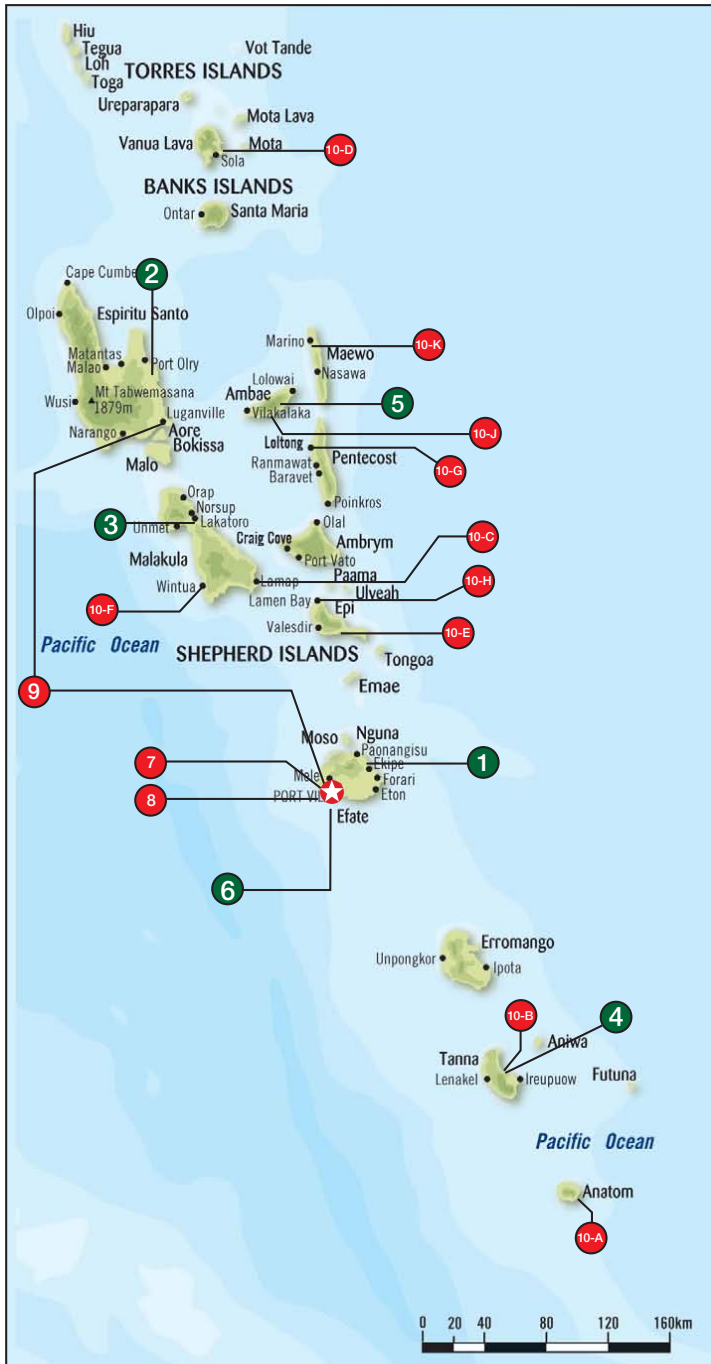 Hiu
Tegua
Vot Tande
Loh
TORRES ISLANDS
Toga
Ureparapara
Mota Lava
Vanua Lava
Mota
10-D
Sola
BANKS ISLANDS
Ontar
Santa Maria
Cape Cumbe
2
Olpoi
Espiritu Santo
Marino
10-K
Maewo
Matantas
Port Olry
Malao
Nasawa
Lolowai
Mt Tabwemasana
1879m
Ambae
5
Wusi
Vilakalaka
Luganville
Aore
10-J
Narango
Bokissa
Loltong
Pentecost
Malo
Ranmawat
10-G
Baravet
Orap
Poinkros
Norsup
3
Lakatoro
Unmet
Olal
Craig Cove
Ambrym
10-C
Malakula
Port Vato
Paama
Wintua
Lamap
Ulveah
10-H
10-F
Lamen Bay
Epi
Valesdir
10-E
Pacific Ocean
SHEPHERD ISLANDS
Tongoa
Emae
9
Moso
Nguna
Paonangisu
7
Ekipe
1
Mele
Forari
8
PORT VIL
Eton
Efate
6
Erromango
Unpongkor
Ipota
10-B
4
Aniwa
Tanna
Lenakel
Ireupuow
Futuna
Pacific Ocean
Anatom
10-A
0 20 40 80 120 160km